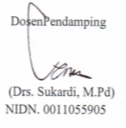 DosenPendamping
(Drs. Sukardi, M.Pd)
NIDN. 0011055905